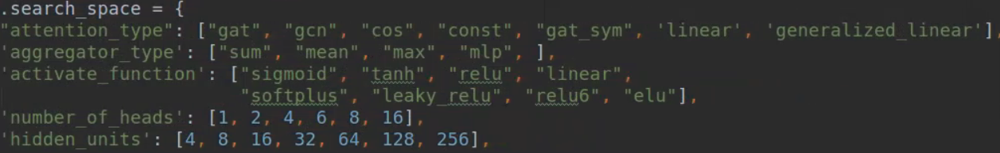 .search_space = {
"attention_type": ["gat", "gcn", "cos", "const", "gat_sym", 'linear', 'generalized_linear'],
'aggregator_type': ["sum", "mean", "max", "mlp", ],
'activate_function': ["sigmoid", "tanh", "relu", "linear",
"softplus", "leaky_relu", "relu6", "elu"],
'number_of_heads': [1, 2, 4, 6, 8, 16],
'hidden_units': [4, 8, 16, 32, 64, 128, 256],